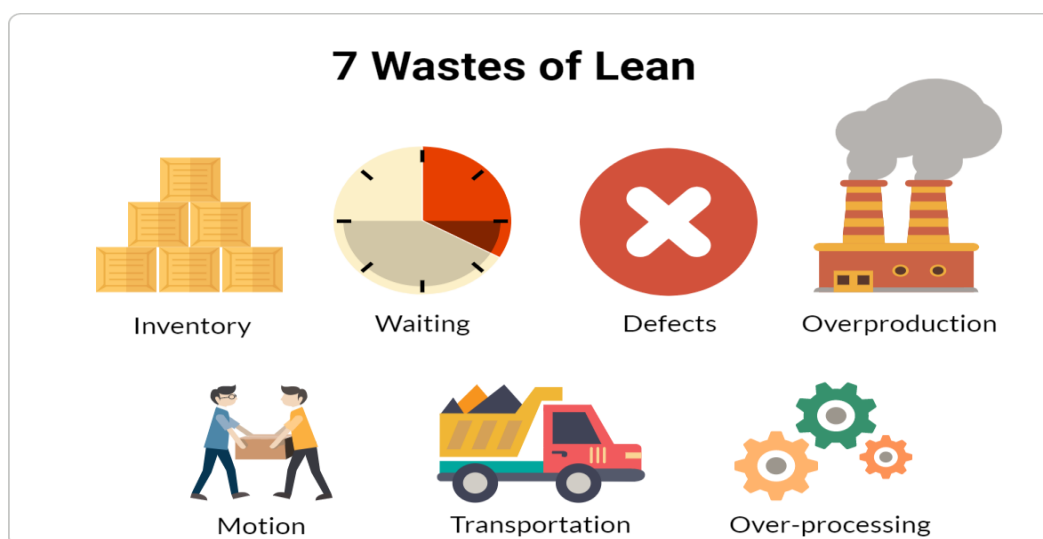 7 Wastes of Lean
Inventory
Waiting
Defects
Overproduction
Motion
Transportation
Over-processing